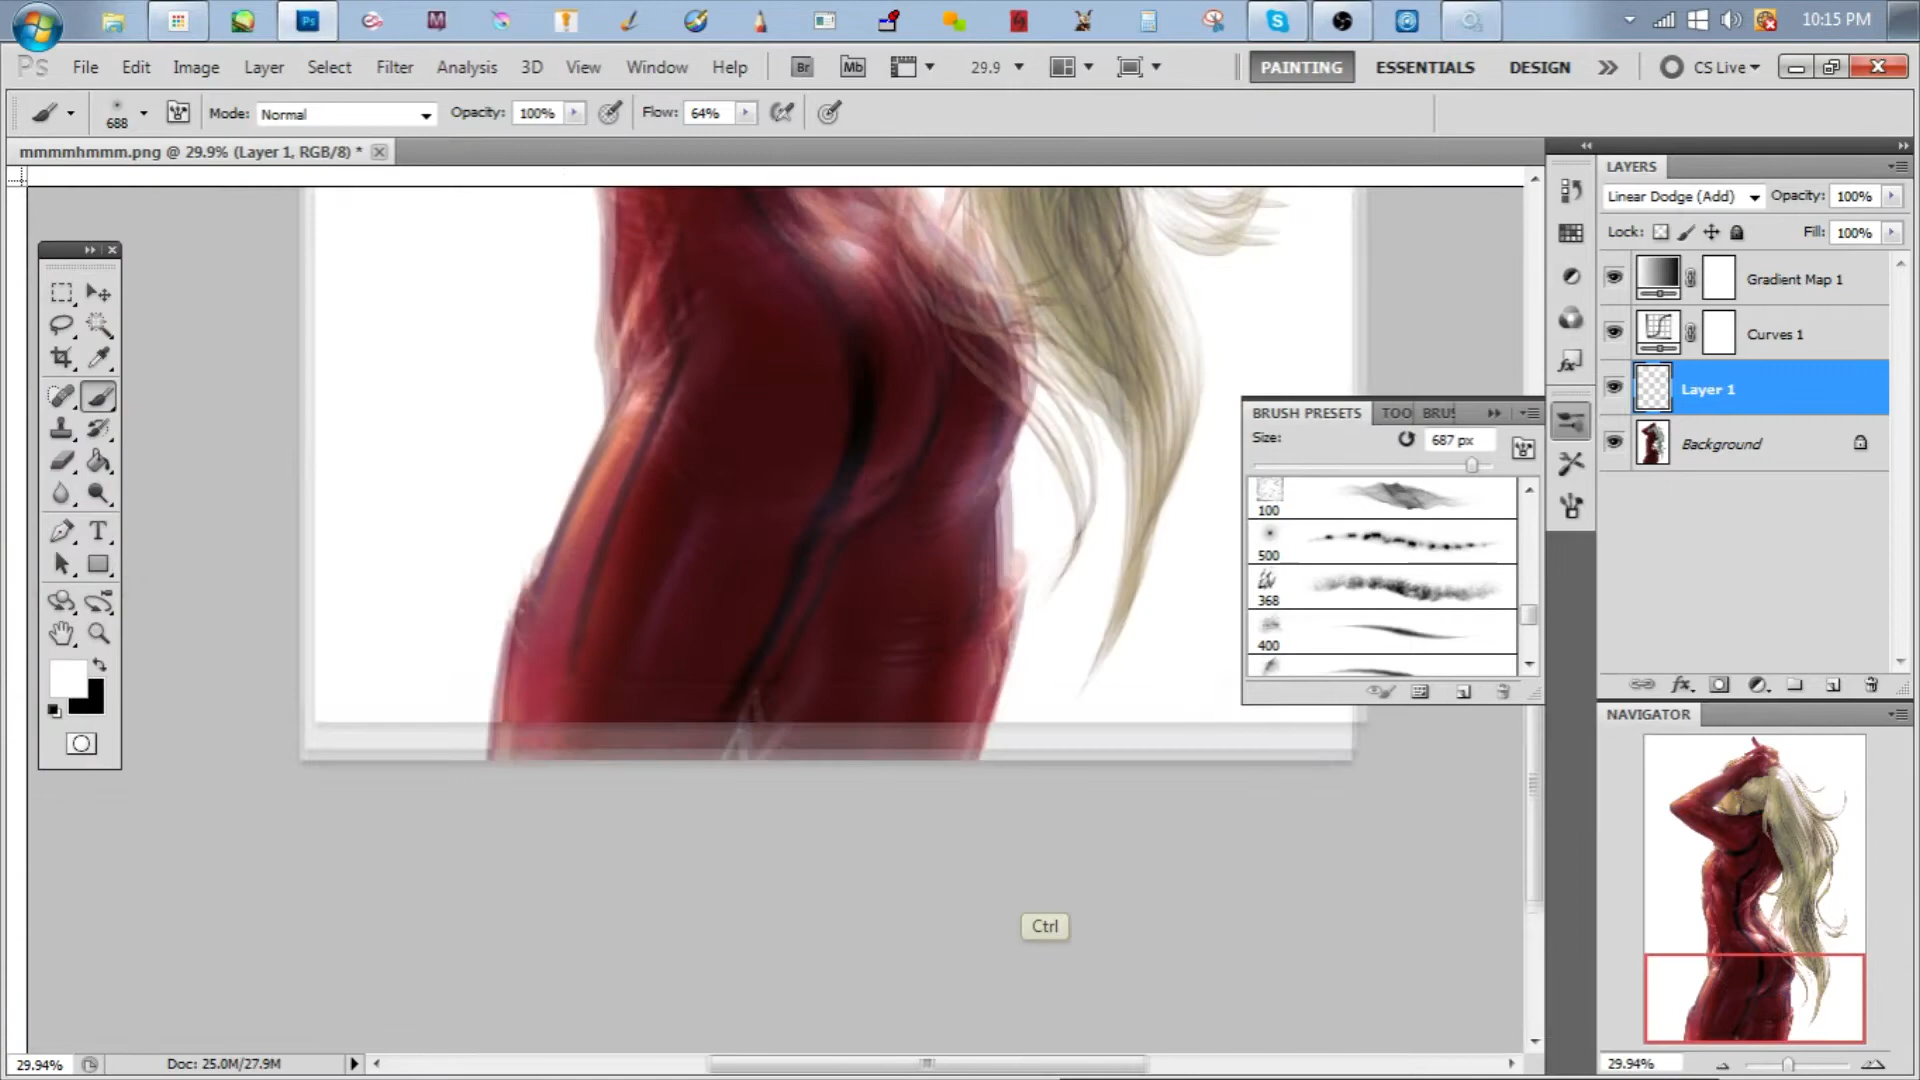 Ps
10:15 PM
Ps File Edit Image Layer Select Filter Analysis 3D View Window Help Br Mb 29.9 PAINTING ESSENTIALS DESIGN CS Live
688 Mode: Normal Opacity: 100% Flow: 64%
mmmmhmmm.png @ 29.9% (Layer 1, RGB/8) *
LAYERS
Linear Dodge (Add) Opacity: 100%
Lock: Fill: 100%
Gradient Map 1
Curves 1
Layer 1
Background
BRUSH PRESETS TOO BRUS
Size: 687 px
100
500
368
400
T
NAVIGATOR
Ctrl
29.94% Doc: 25.0M/27.9M
29.94%